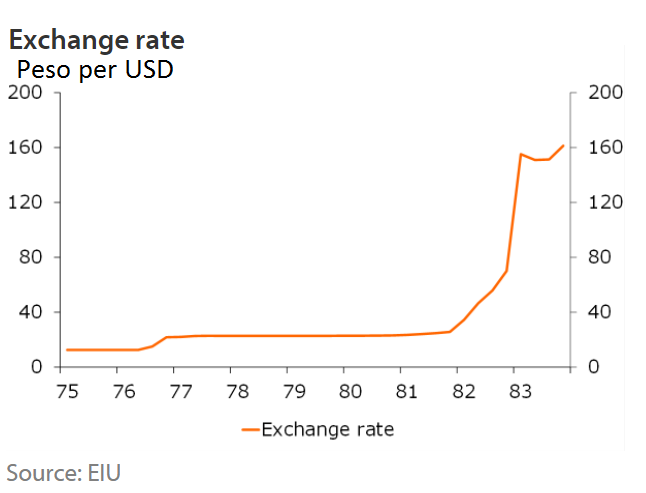 Exchange rate
Peso per USD
200 200
160 160
120 120
80 80
40 40
0 0
75 76 77 78 79 80 81 82 83
Exchange rate
Source: EIU